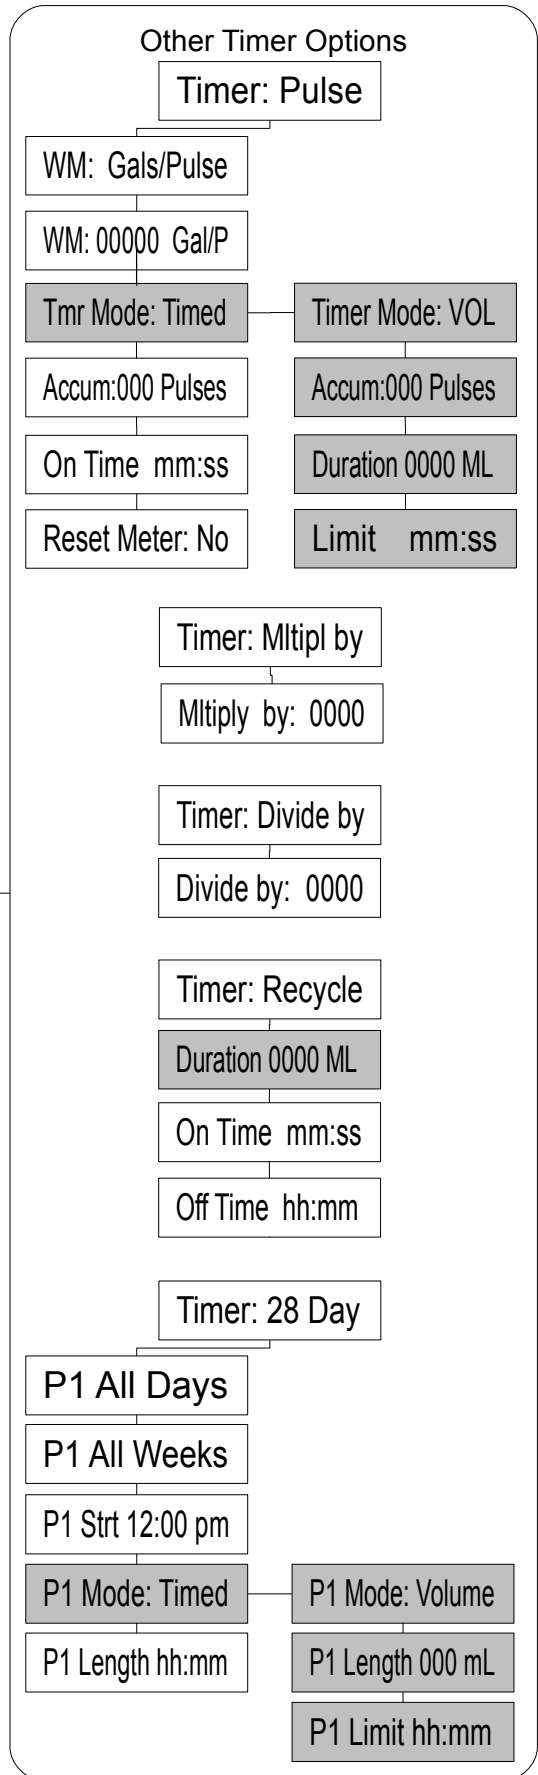 Other Timer Options
Timer: Pulse
WM:  Gals/Pulse
WM: 00000  Gal/P
Tmr Mode: Timed
Timer Mode: VOL
Accum:000 Pulses
Accum:000 Pulses
On Time  mm:ss
Duration 0000 ML
Reset Meter: No
Limit    mm:ss
Timer: Mltipl by
Mltiply  by:  0000
Timer: Divide by
Divide by:  0000
Timer: Recycle
Duration 0000 ML
On Time  mm:ss
Off Time  hh:mm
Timer: 28 Day
P1 All Days
P1 All Weeks
P1 Strt 12:00 pm
P1 Mode: Timed
P1 Mode: Volume
P1 Length hh:mm
P1 Length 000 mL
P1 Limit hh:mm